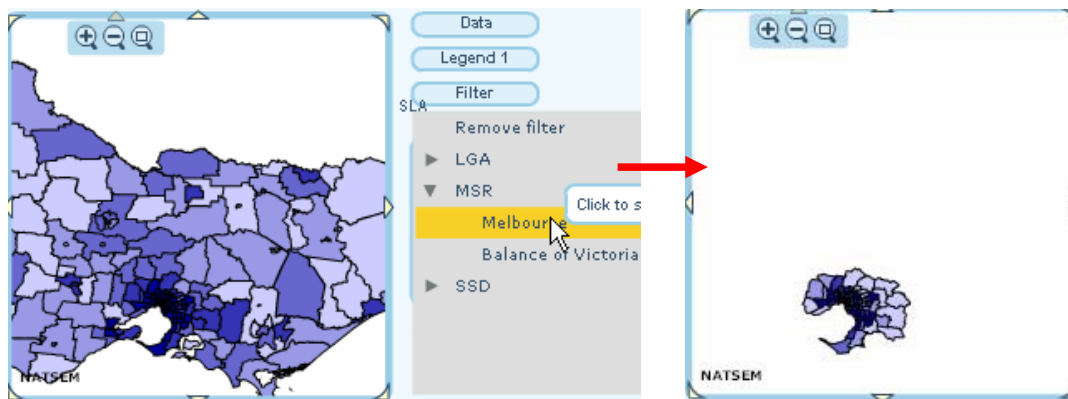 Data
Legend 1
Filter
SLA
Remove filter
LGA
MSR
Click to s
Melbourne
Balance of Victoria
SSD
NATSEM
NATSEM